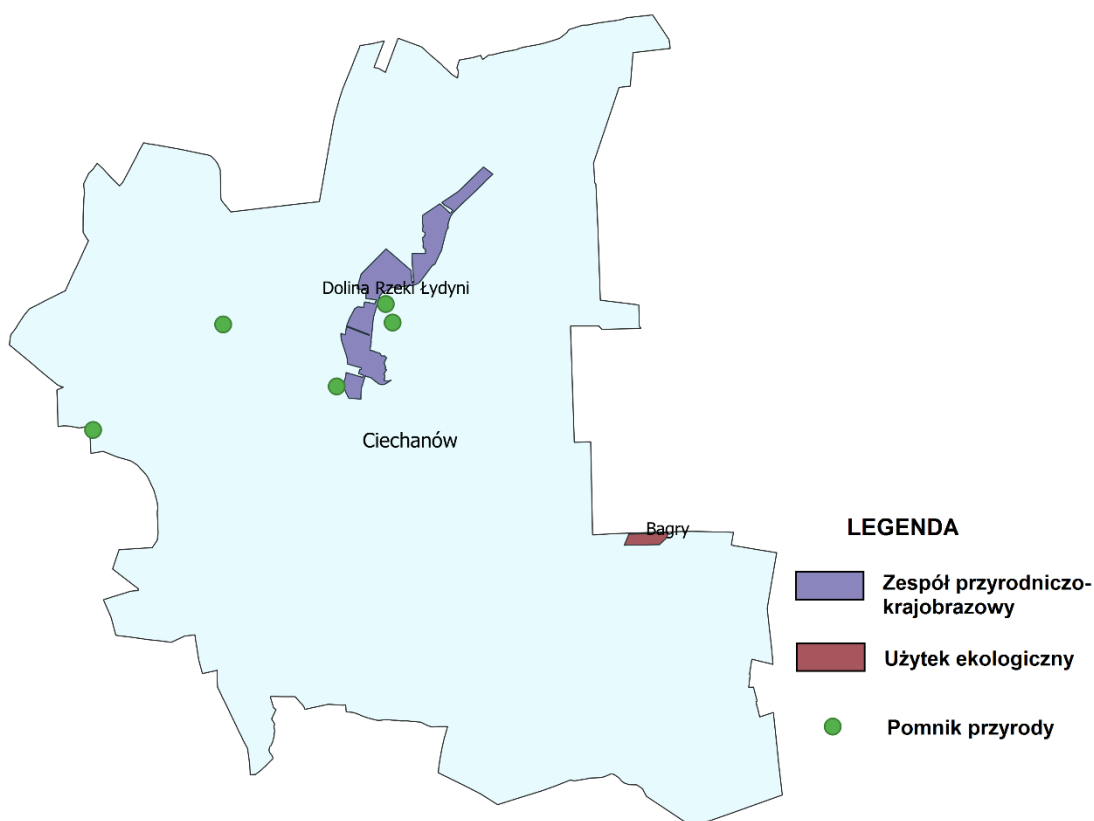 Dolina Rzeki Łydyni
Ciechanów
Bagry
LEGENDA
Zespół przyrodniczo-
krajobrazowy
Użytek ekologiczny
Pomnik przyrody